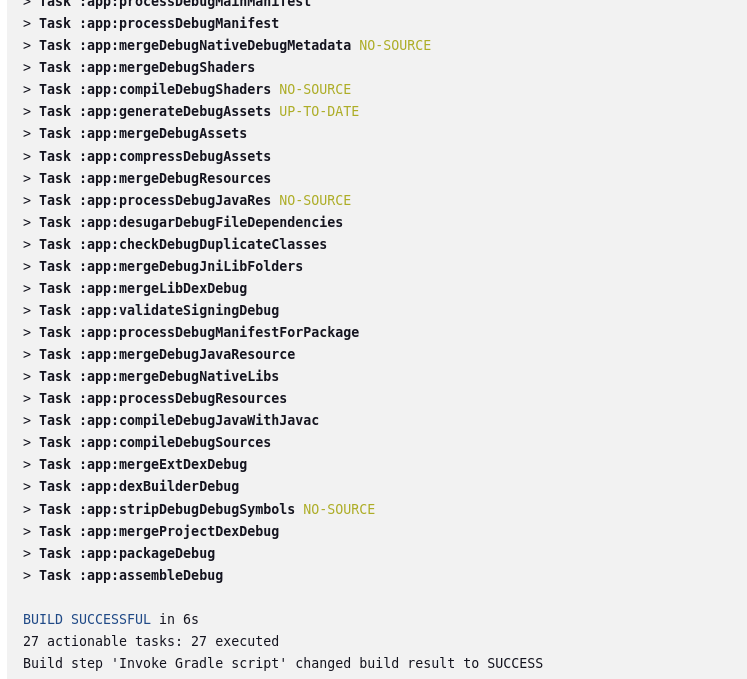 > Task :app:processDebugMainManifest
> Task :app:processDebugManifest
> Task :app:mergeDebugNativeDebugMetadata NO-SOURCE
> Task :app:mergeDebugShaders
> Task :app:compileDebugShaders NO-SOURCE
> Task :app:generateDebugAssets UP-TO-DATE
> Task :app:mergeDebugAssets
> Task :app:compressDebugAssets
> Task :app:mergeDebugResources
> Task :app:processDebugJavaRes NO-SOURCE
> Task :app:desugarDebugFileDependencies
> Task :app:checkDebugDuplicateClasses
> Task :app:mergeDebugJniLibFolders
> Task :app:mergeLibDexDebug
> Task :app:validateSigningDebug
> Task :app:processDebugManifestForPackage
> Task :app:mergeDebugJavaResource
> Task :app:mergeDebugNativeLibs
> Task :app:processDebugResources
> Task :app:compileDebugJavaWithJavac
> Task :app:compileDebugSources
> Task :app:mergeExtDexDebug
> Task :app:dexBuilderDebug
> Task :app:stripDebugDebugSymbols NO-SOURCE
> Task :app:mergeProjectDexDebug
> Task :app:packageDebug
> Task :app:assembleDebug
BUILD SUCCESSFUL in 6s
27 actionable tasks: 27 executed
Build step 'Invoke Gradle script' changed build result to SUCCESS